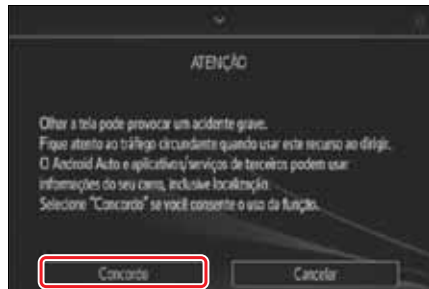 ATENÇÃO
Olhar a tela pode provocar um acidente grave.
Fique atento ao tráfego circundante quando usar este recurso ao dirigir.
O Android Auto e aplicativos/serviços de terceiros podem usar
informações do seu carro, inclusive localização.
Selecione "Concordo" se você consente o uso da função.
Concordo
Cancelar